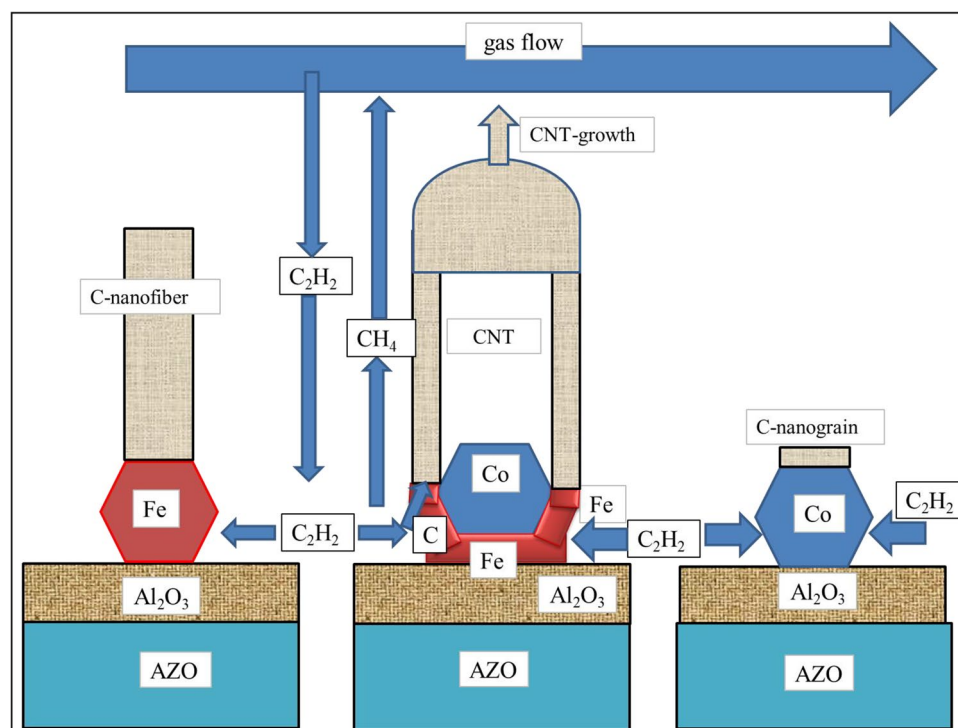 gas flow
CNT-growth
C₂H₂
C-nanofiber
CH₄
CNT
C-nanograin
Co
Fe
Fe
C₂H₂
Co
C₂H₂
C
C₂H₂
Fe
Al₂O₃
Al₂O₃
Al₂O₃
AZO
AZO
AZO